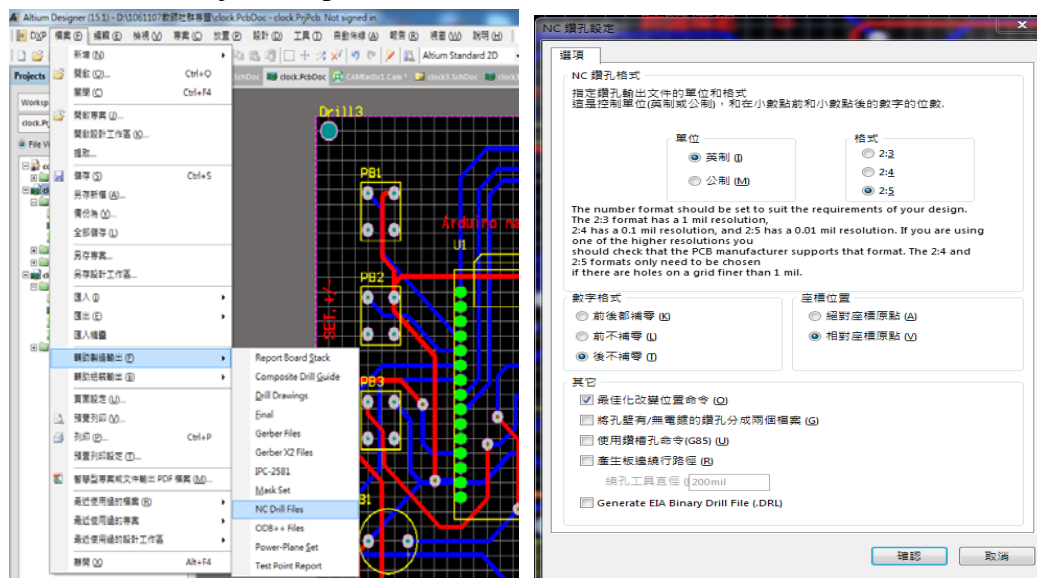 Altium Designer (15.1) - D:\1061107教師社群專題\clock.PcbDoc - clock.PrjPcb. Not signed in.
DXP 檔案(F) 編輯(E) 檢視(V) 專案(C) 放置(P) 設計(D) 工具(T) 自動佈線(A) 報告(R) 視窗(W) 說明(H)
Altium Standard 2D
Projects
clock.PcbDoc CAMtastic1.Cam * clock3.SchDoc
Worksp
clock.Pr
File Vi
新增(N)
開啟(O)... Ctrl+O
關閉(C) Ctrl+F4
開啟專案(J)...
開啟設計工作區(K)...
提取...
儲存(S) Ctrl+S
另存新檔(A)...
備份為(Y)...
全部儲存(L)
另存專案...
另存設計工作區...
匯入(I)
匯出(E)
匯入精靈
輔助製造輸出(F)
輔助組裝輸出(B)
頁面設定(U)...
預覽列印(V)...
列印(P)... Ctrl+P
預置列印設定(T)...
智慧型專案或文件輸出 PDF 檔案(M)...
最近使用過的檔案(R)
最近使用過的專案
最近使用過的設計工作區
離開(X) Alt+F4
Report Board Stack
Composite Drill Guide
Drill Drawings
Final
Gerber Files
Gerber X2 Files
IPC-2581
Mask Set
NC Drill Files
ODB++ Files
Power-Plane Set
Test Point Report
Drill3
PB1
Arduino na
U1
PB2
SET.+/-
PB3
B1
NC 鑽孔設定
選項
NC 鑽孔格式
指定鑽孔輸出文件的單位和格式
這是控制單位(英制或公制)，和在小數點前和小數點後的數字的位數.
單位
英制(I)
公制(M)
格式
2:3
2:4
2:5
The number format should be set to suit the requirements of your design.
The 2:3 format has a 1 mil resolution,
2:4 has a 0.1 mil resolution, and 2:5 has a 0.01 mil resolution. If you are using
one of the higher resolutions you
should check that the PCB manufacturer supports that format. The 2:4 and
2:5 formats only need to be chosen
if there are holes on a grid finer than 1 mil.
數字格式
前後都補零(K)
前不補零(L)
後不補零(T)
座標位置
絕對座標原點(A)
相對座標原點(V)
其它
最佳化改變位置命令(O)
將孔壁有/無電鍍的鑽孔分成兩個檔案(G)
使用鑽槽孔命令(G85)(U)
產生板邊繞行路徑(R)
繞孔工具直徑 200mil
Generate EIA Binary Drill File (.DRL)
確認 取消